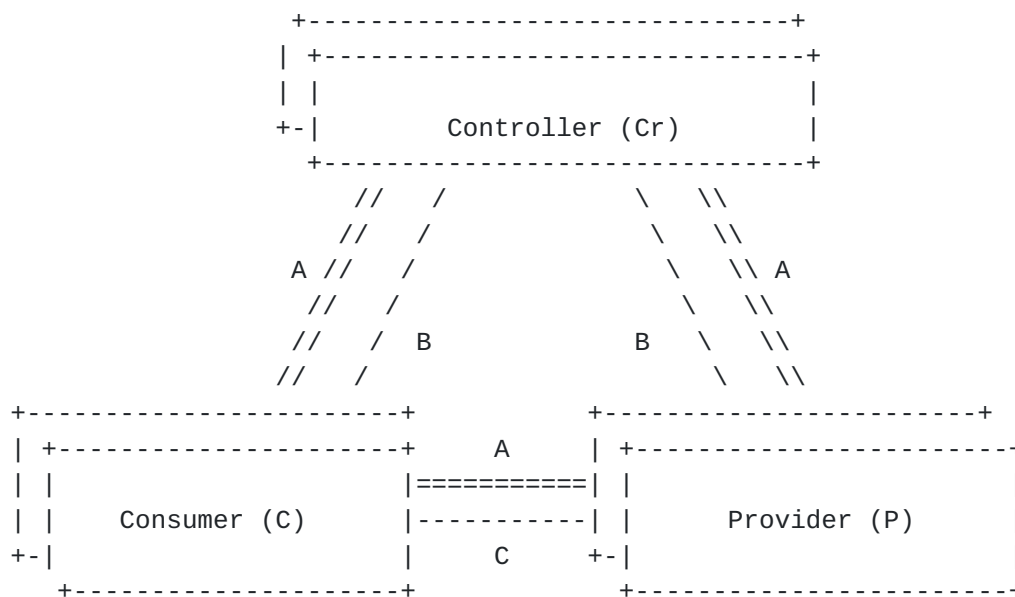 Controller (Cr)
A A
B B
A
Consumer (C) Provider (P)
C